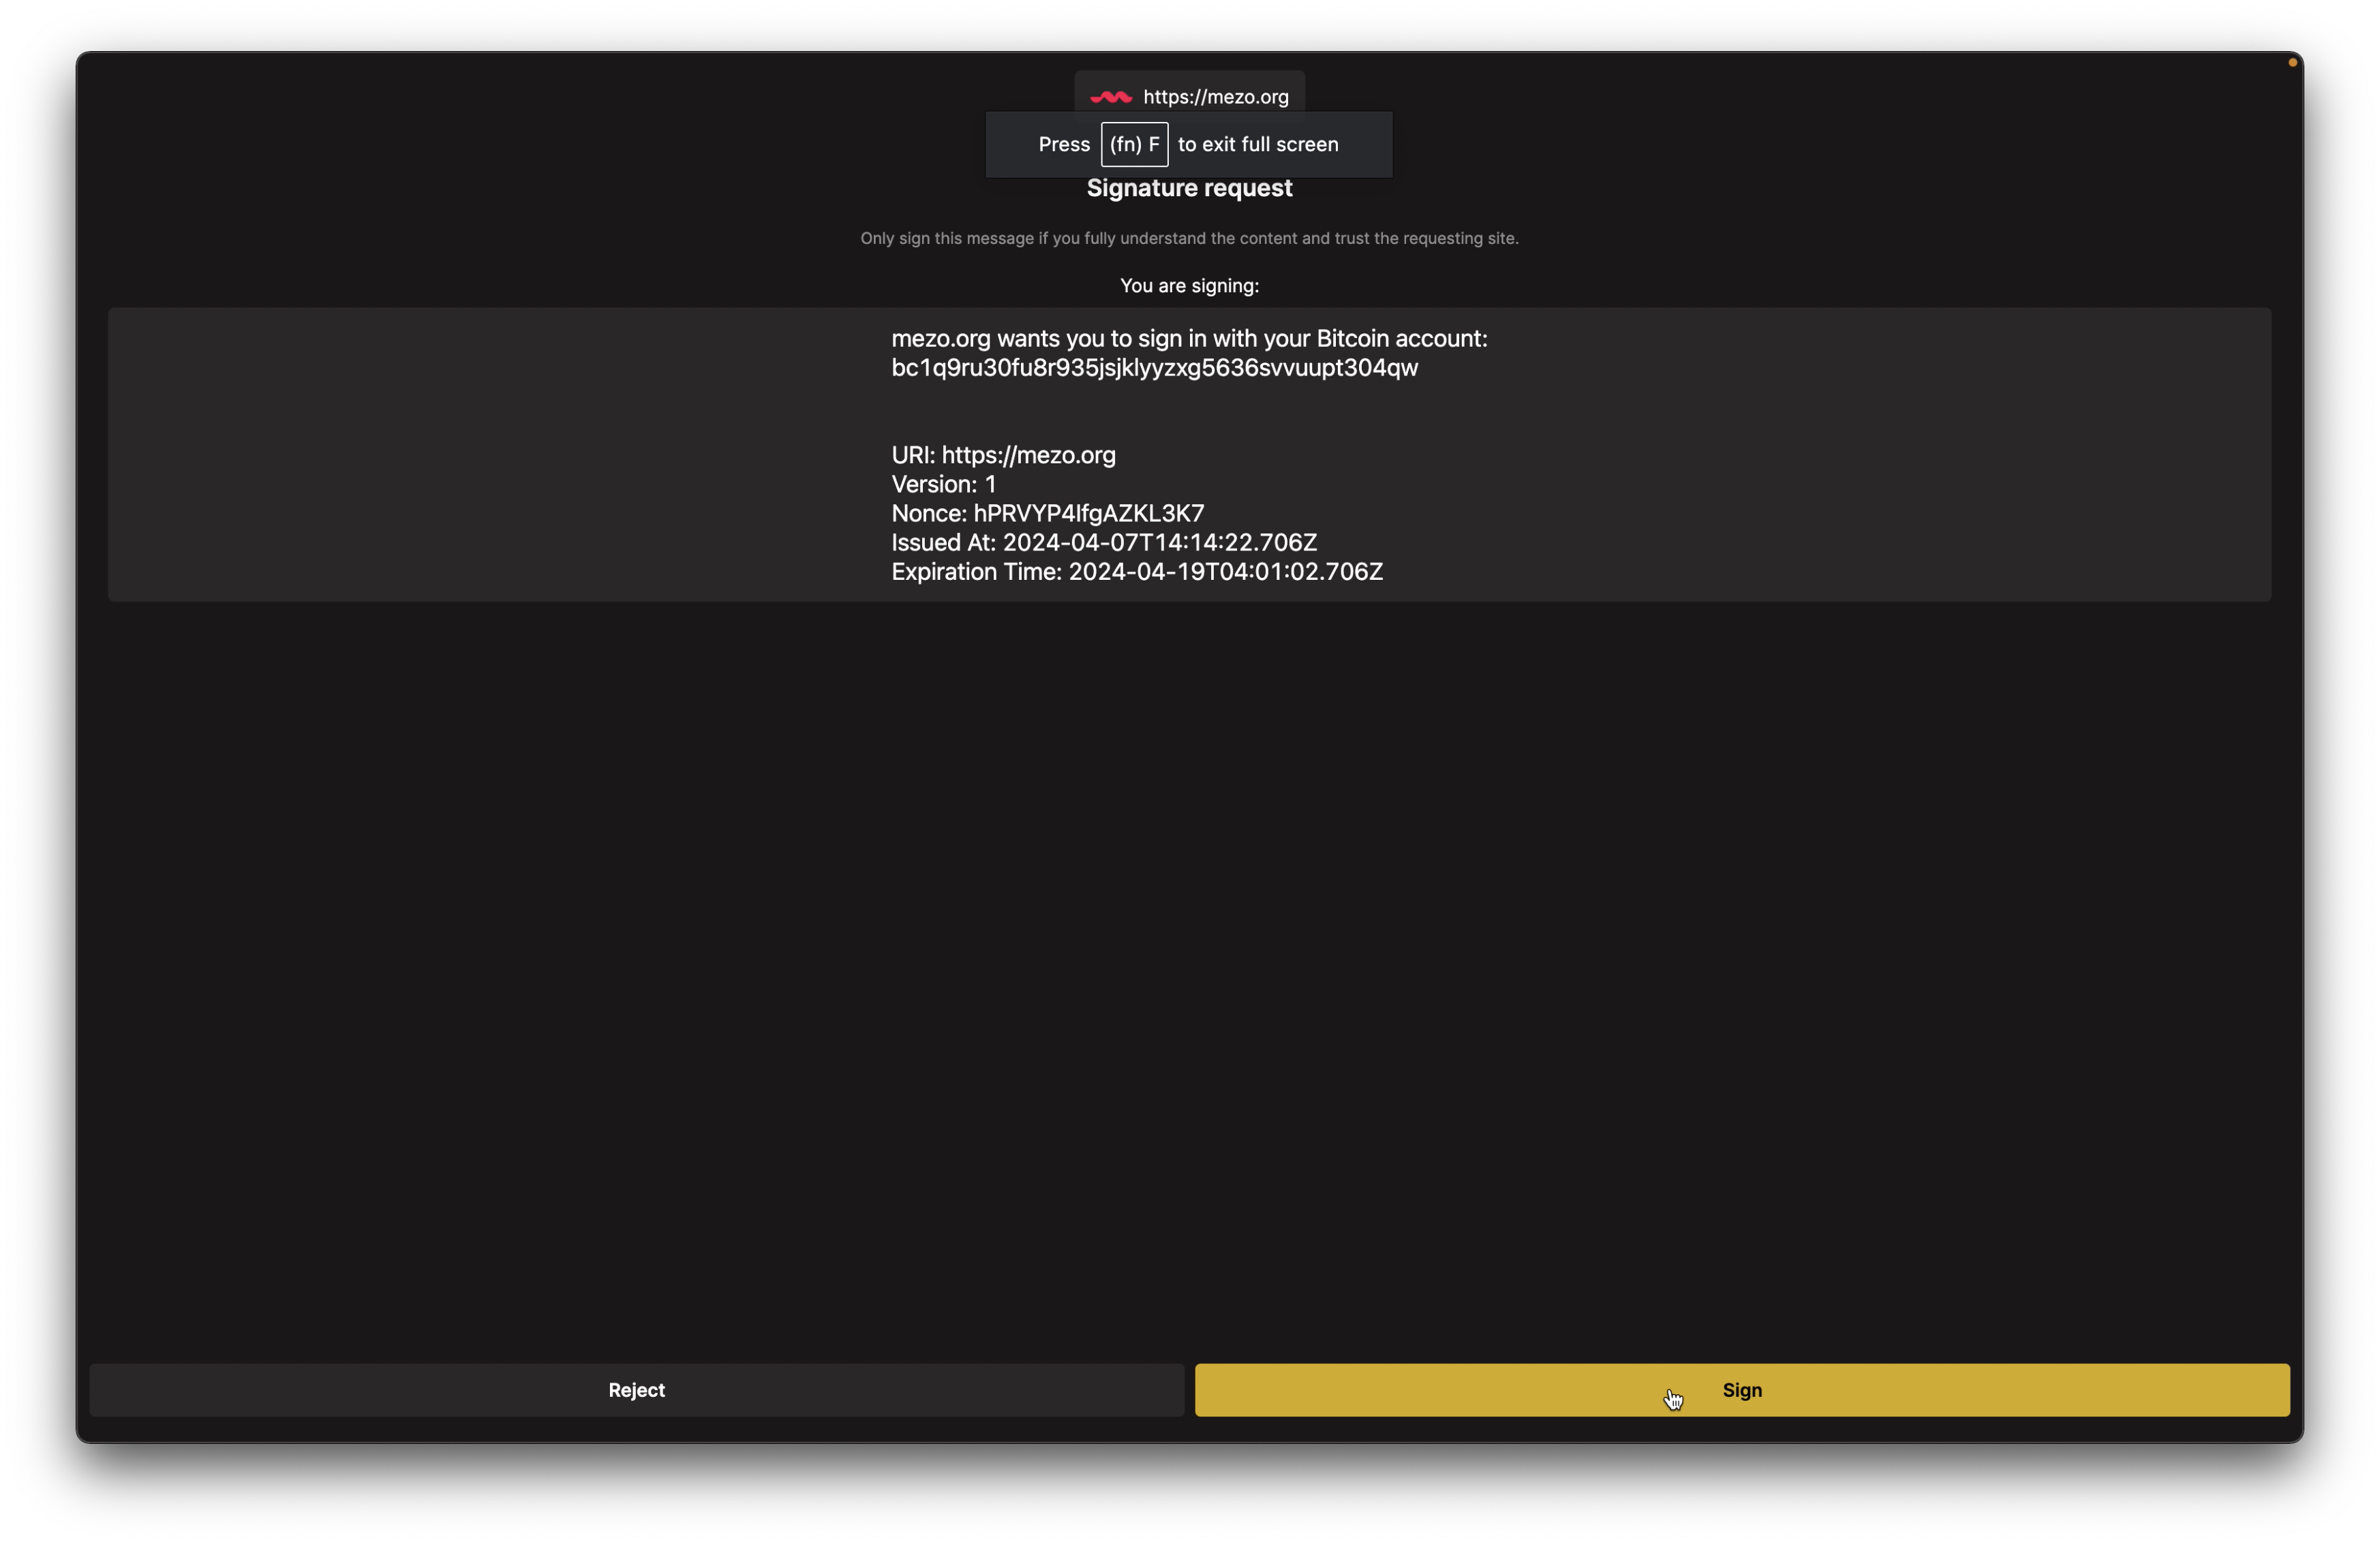 https://mezo.org
Press (fn) F to exit full screen
Signature request
Only sign this message if you fully understand the content and trust the requesting site.
You are signing:
mezo.org wants you to sign in with your Bitcoin account:
bc1q9ru30fu8r935jsjklyyzxg5636svvuupt304qw
URI: https://mezo.org
Version: 1
Nonce: hPRVYP4lfgAZKL3K7
Issued At: 2024-04-07T14:14:22.706Z
Expiration Time: 2024-04-19T04:01:02.706Z
Reject
Sign